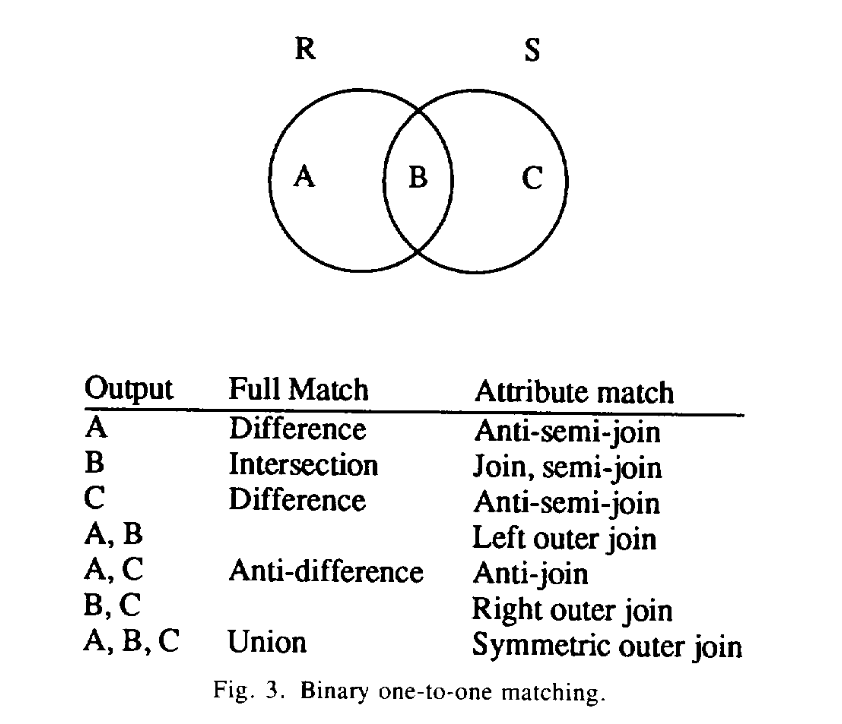 R S
A B C
Output Full Match Attribute match
A Difference Anti-semi-join
B Intersection Join, semi-join
C Difference Anti-semi-join
A, B Left outer join
A, C Anti-difference Anti-join
B, C Right outer join
A, B, C Union Symmetric outer join
Fig. 3. Binary one-to-one matching.